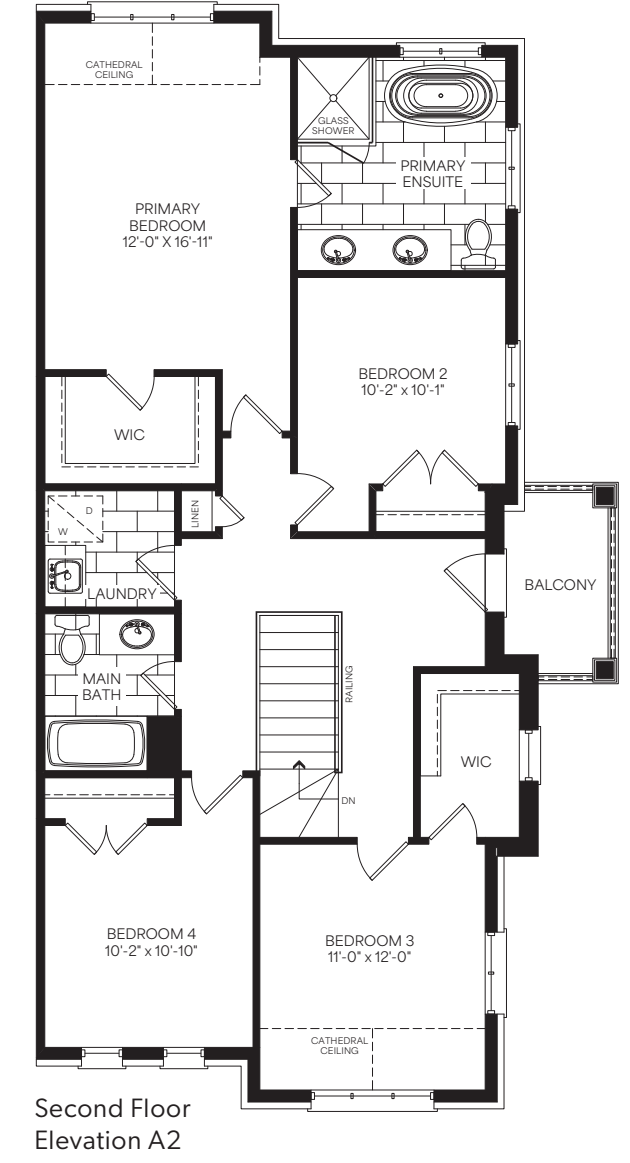 CATHEDRAL
CEILING
GLASS
SHOWER
PRIMARY
ENSUITE
PRIMARY
BEDROOM
12'-0" X 16'-11"
BEDROOM 2
10'-2" x 10'-1"
WIC
LINEN
D
W
LAUNDRY
BALCONY
MAIN
BATH
RAILING
WIC
DN
BEDROOM 4
10'-2" x 10'-10"
BEDROOM 3
11'-0" x 12'-0"
CATHEDRAL
CEILING
Second Floor
Elevation A2